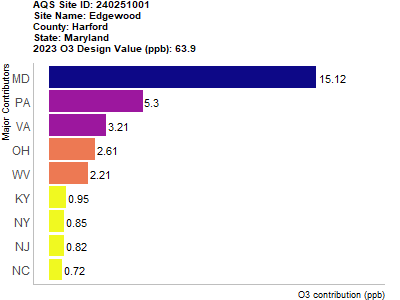 AQS Site ID: 240251001
Site Name: Edgewood
County: Harford
State: Maryland
2023 O3 Design Value (ppb): 63.9
Major Contributors
MD 15.12
PA 5.3
VA 3.21
OH 2.61
WV 2.21
KY 0.95
NY 0.85
NJ 0.82
NC 0.72
O3 contribution (ppb)